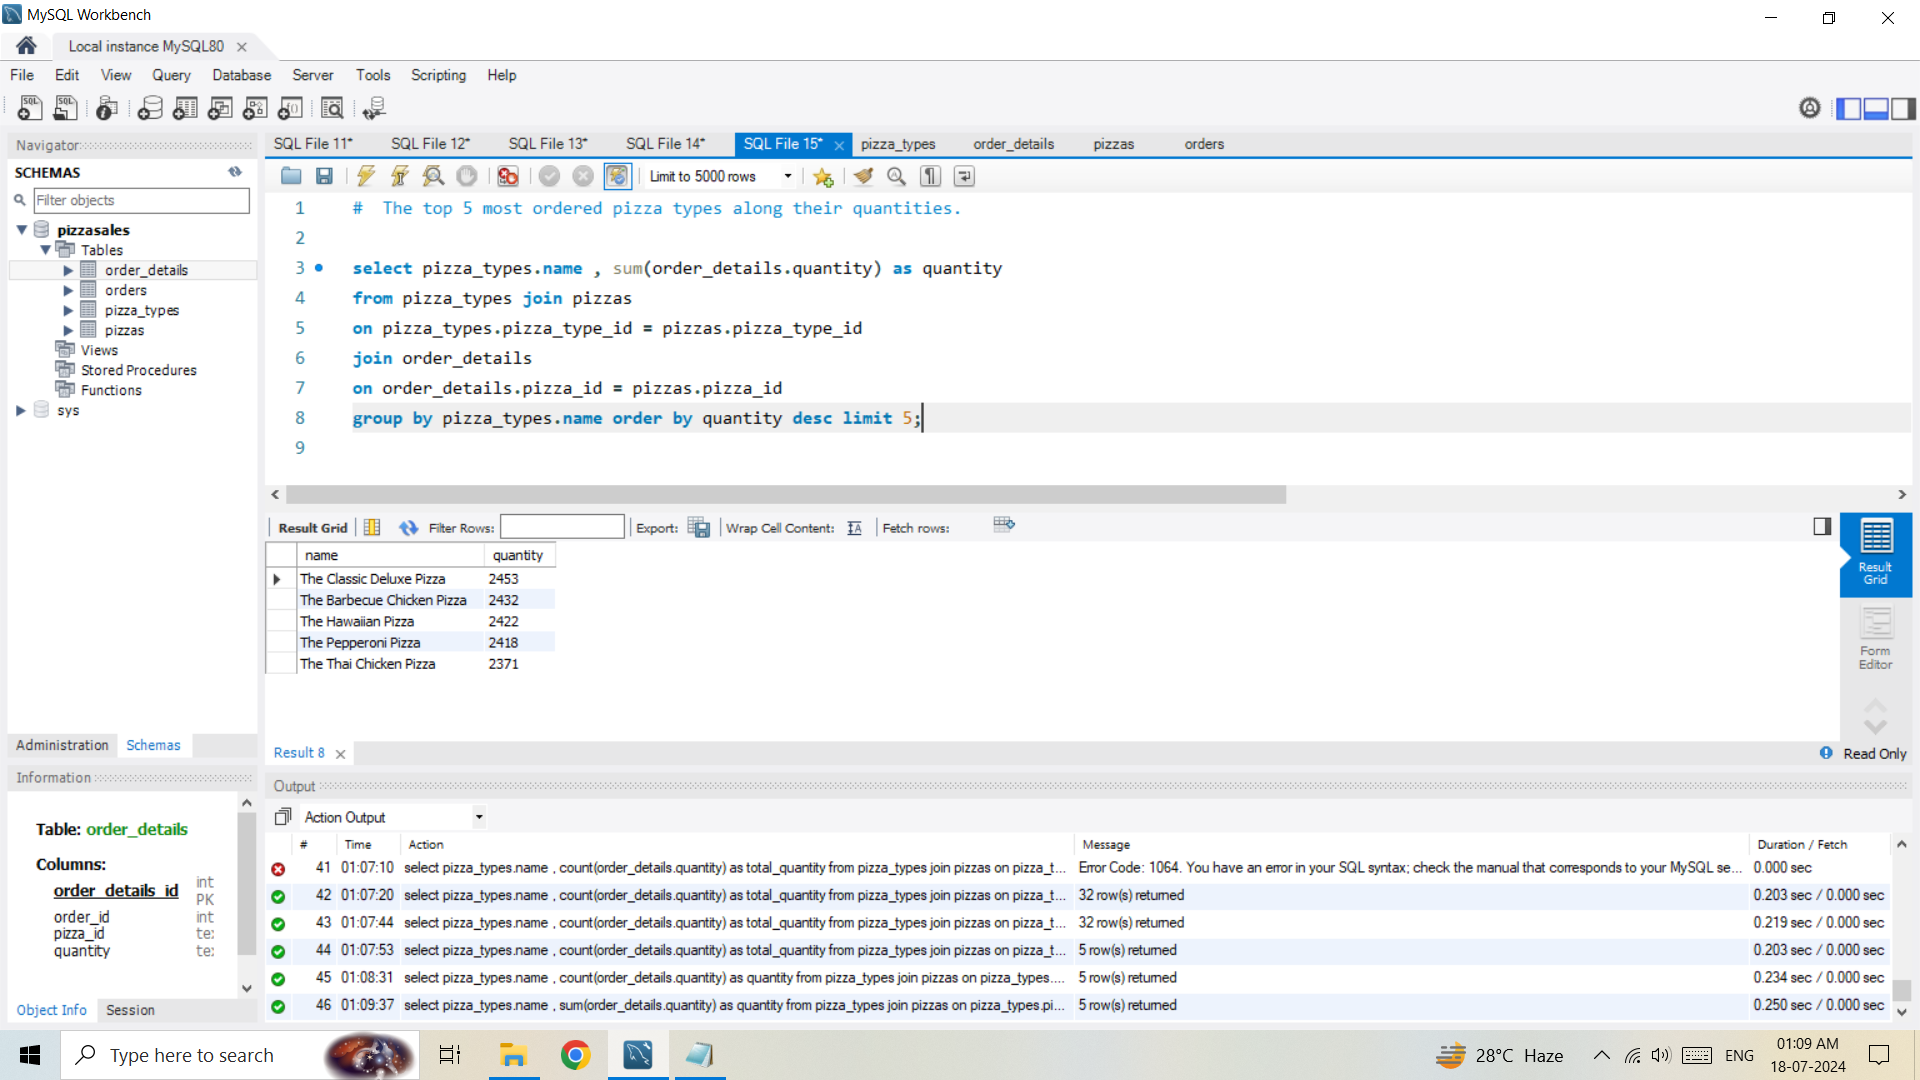 MySQL Workbench
Local instance MySQL80
File Edit View Query Database Server Tools Scripting Help
Navigator
SCHEMAS
Filter objects
pizzasales
Tables
order_details
orders
pizza_types
pizzas
Views
Stored Procedures
Functions
sys
Administration Schemas
Information
Table: order_details
Columns:
order_details_id int PK
order_id int
pizza_id
quantity
Object Info Session
SQL File 11* SQL File 12* SQL File 13* SQL File 14* SQL File 15* pizza_types order_details pizzas orders
Limit to 5000 rows
1 # The top 5 most ordered pizza types along their quantities.
2
3 select pizza_types.name , sum(order_details.quantity) as quantity
4 from pizza_types join pizzas
5 on pizza_types.pizza_type_id = pizzas.pizza_type_id
6 join order_details
7 on order_details.pizza_id = pizzas.pizza_id
8 group by pizza_types.name order by quantity desc limit 5;
9
Result Grid Filter Rows: Export: Wrap Cell Content: Fetch rows:
name quantity
The Classic Deluxe Pizza 2453
The Barbecue Chicken Pizza 2432
The Hawaiian Pizza 2422
The Pepperoni Pizza 2418
The Thai Chicken Pizza 2371
Result Grid
Form Editor
Result 8
Read Only
Output
Action Output
# Time Action Message Duration / Fetch
41 01:07:10 select pizza_types.name , count(order_details.quantity) as total_quantity from pizza_types join pizzas on pizza_t... Error Code: 1064. You have an error in your SQL syntax; check the manual that corresponds to your MySQL se... 0.000 sec
42 01:07:20 select pizza_types.name , count(order_details.quantity) as total_quantity from pizza_types join pizzas on pizza_t... 32 row(s) returned 0.203 sec / 0.000 sec
43 01:07:44 select pizza_types.name , count(order_details.quantity) as total_quantity from pizza_types join pizzas on pizza_t... 32 row(s) returned 0.219 sec / 0.000 sec
44 01:07:53 select pizza_types.name , count(order_details.quantity) as total_quantity from pizza_types join pizzas on pizza_t... 5 row(s) returned 0.203 sec / 0.000 sec
45 01:08:31 select pizza_types.name , count(order_details.quantity) as quantity from pizza_types join pizzas on pizza_types.... 5 row(s) returned 0.234 sec / 0.000 sec
46 01:09:37 select pizza_types.name , sum(order_details.quantity) as quantity from pizza_types join pizzas on pizza_types.pi... 5 row(s) returned 0.250 sec / 0.000 sec
Type here to search
28°C Haze
ENG
01:09 AM
18-07-2024